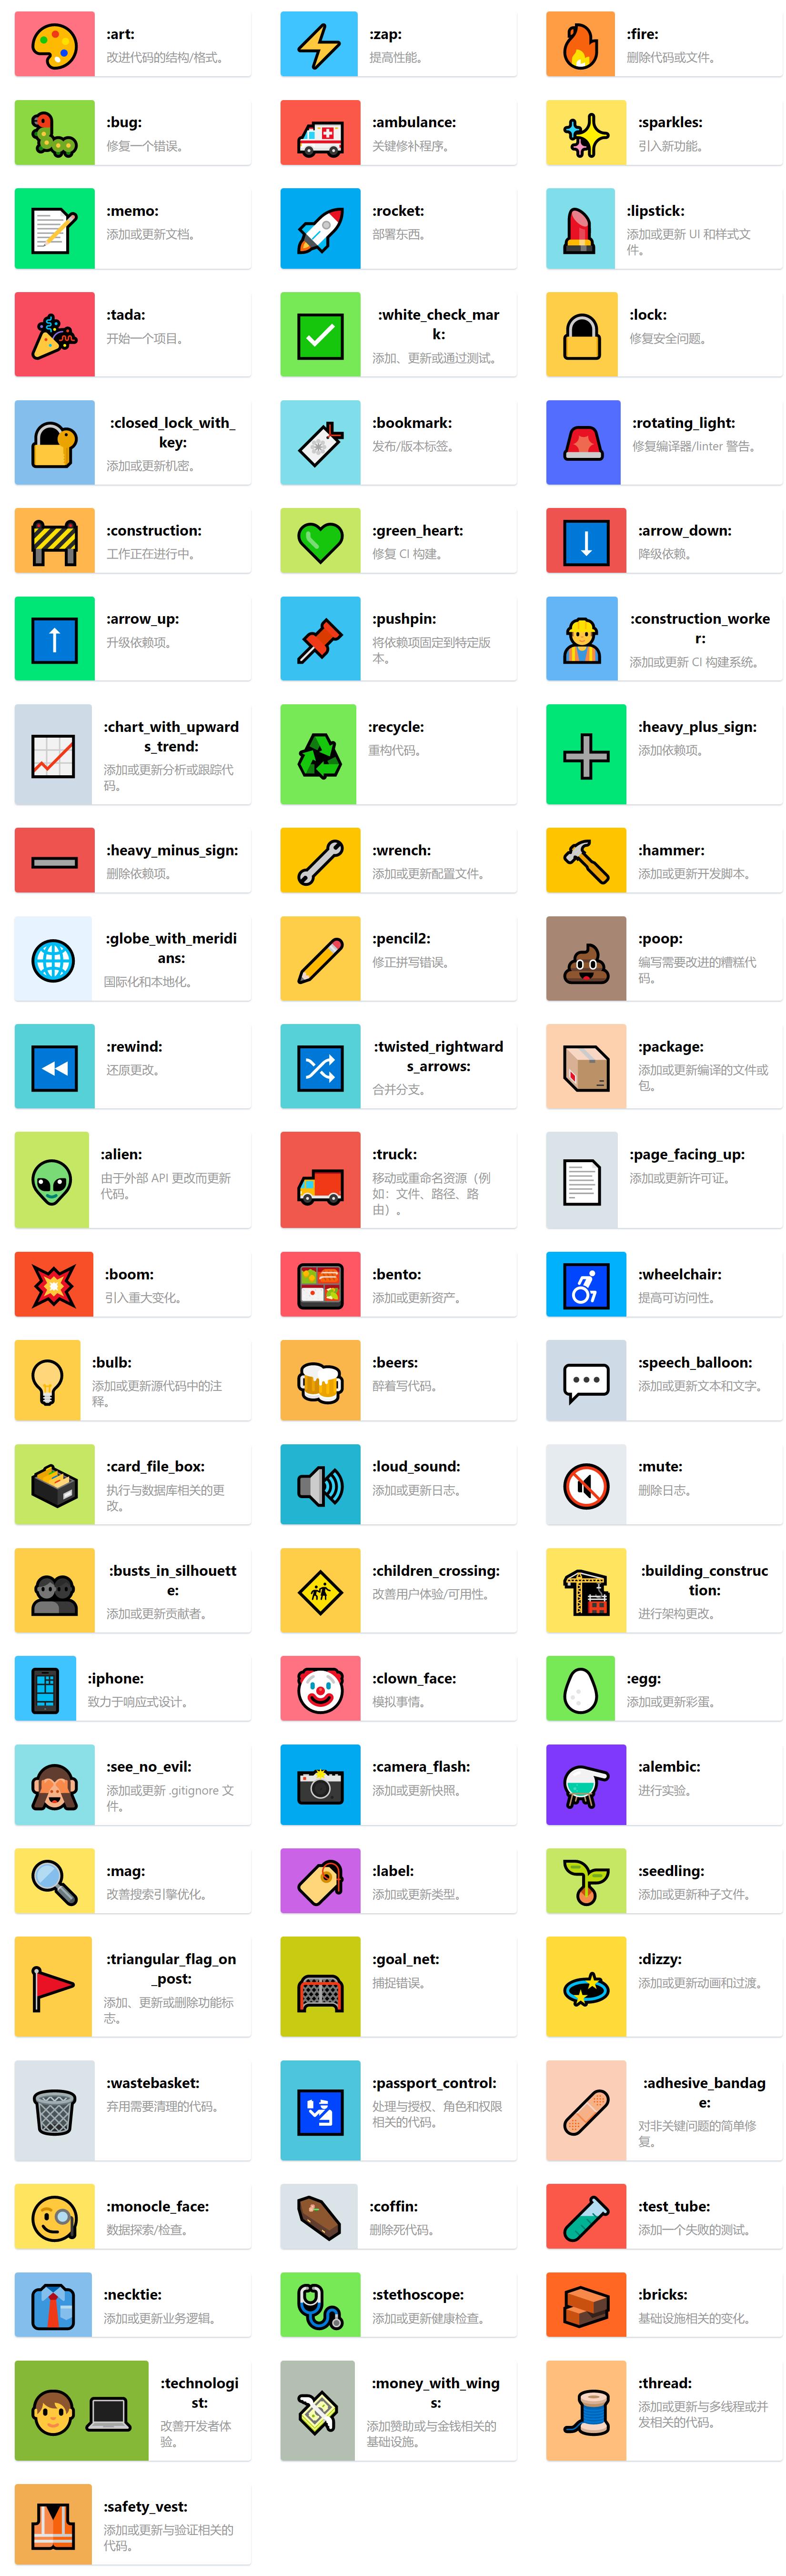 :art:
改进代码的结构/格式。
:zap:
提高性能。
:fire:
删除代码或文件。
:bug:
修复一个错误。
:ambulance:
关键修补程序。
:sparkles:
引入新功能。
:memo:
添加或更新文档。
:rocket:
部署东西。
:lipstick:
添加或更新 UI 和样式文
件。
:tada:
开始一个项目。
:white_check_mar
k:
添加、更新或通过测试。
:lock:
修复安全问题。
:closed_lock_with_
key:
添加或更新机密。
:bookmark:
发布/版本标签。
:rotating_light:
修复编译器/linter 警告。
:construction:
工作正在进行中。
:green_heart:
修复 CI 构建。
:arrow_down:
降级依赖。
:arrow_up:
升级依赖项。
:pushpin:
将依赖项固定到特定版
本。
:construction_worke
r:
添加或更新 CI 构建系统。
:chart_with_upward
s_trend:
添加或更新分析或跟踪代
码。
:recycle:
重构代码。
:heavy_plus_sign:
添加依赖项。
:heavy_minus_sign:
删除依赖项。
:wrench:
添加或更新配置文件。
:hammer:
添加或更新开发脚本。
:globe_with_meridi
ans:
国际化和本地化。
:pencil2:
修正拼写错误。
:poop:
编写需要改进的糟糕代
码。
:rewind:
还原更改。
:twisted_rightward
s_arrows:
合并分支。
:package:
添加或更新编译的文件或
包。
:alien:
由于外部 API 更改而更新
代码。
:truck:
移动或重命名资源（例
如：文件、路径、路
由）。
:page_facing_up:
添加或更新许可证。
:boom:
引入重大变化。
:bento:
添加或更新资产。
:wheelchair:
提高可访问性。
:bulb:
添加或更新源代码中的注
释。
:beers:
醉着写代码。
:speech_balloon:
添加或更新文本和文字。
:card_file_box:
执行与数据库相关的更
改。
:loud_sound:
添加或更新日志。
:mute:
删除日志。
:busts_in_silhouett
e:
添加或更新贡献者。
:children_crossing:
改善用户体验/可用性。
:building_construc
tion:
进行架构更改。
:iphone:
致力于响应式设计。
:clown_face:
模拟事情。
:egg:
添加或更新彩蛋。
:see_no_evil:
添加或更新 .gitignore 文
件。
:camera_flash:
添加或更新快照。
:alembic:
进行实验。
:mag:
改善搜索引擎优化。
:label:
添加或更新类型。
:seedling:
添加或更新种子文件。
:triangular_flag_on
_post:
添加、更新或删除功能标
志。
:goal_net:
捕捉错误。
:dizzy:
添加或更新动画和过渡。
:wastebasket:
弃用需要清理的代码。
:passport_control:
处理与授权、角色和权限
相关的代码。
:adhesive_bandag
e:
对非关键问题的简单修
复。
:monocle_face:
数据探索/检查。
:coffin:
删除死代码。
:test_tube:
添加一个失败的测试。
:necktie:
添加或更新业务逻辑。
:stethoscope:
添加或更新健康检查。
:bricks:
基础设施相关的变化。
:technologi
st:
改善开发者体
验。
:money_with_wing
s:
添加赞助或与金钱相关的
基础设施。
:thread:
添加或更新与多线程或并
发相关的代码。
:safety_vest:
添加或更新与验证相关的
代码。